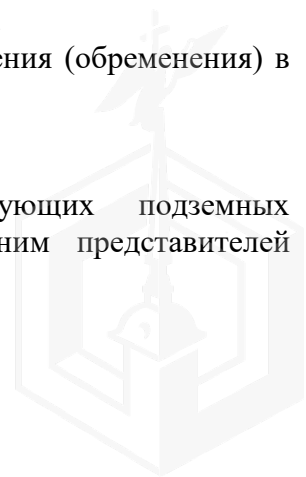 ения (обременения) в
ующих подземных
ним представителей